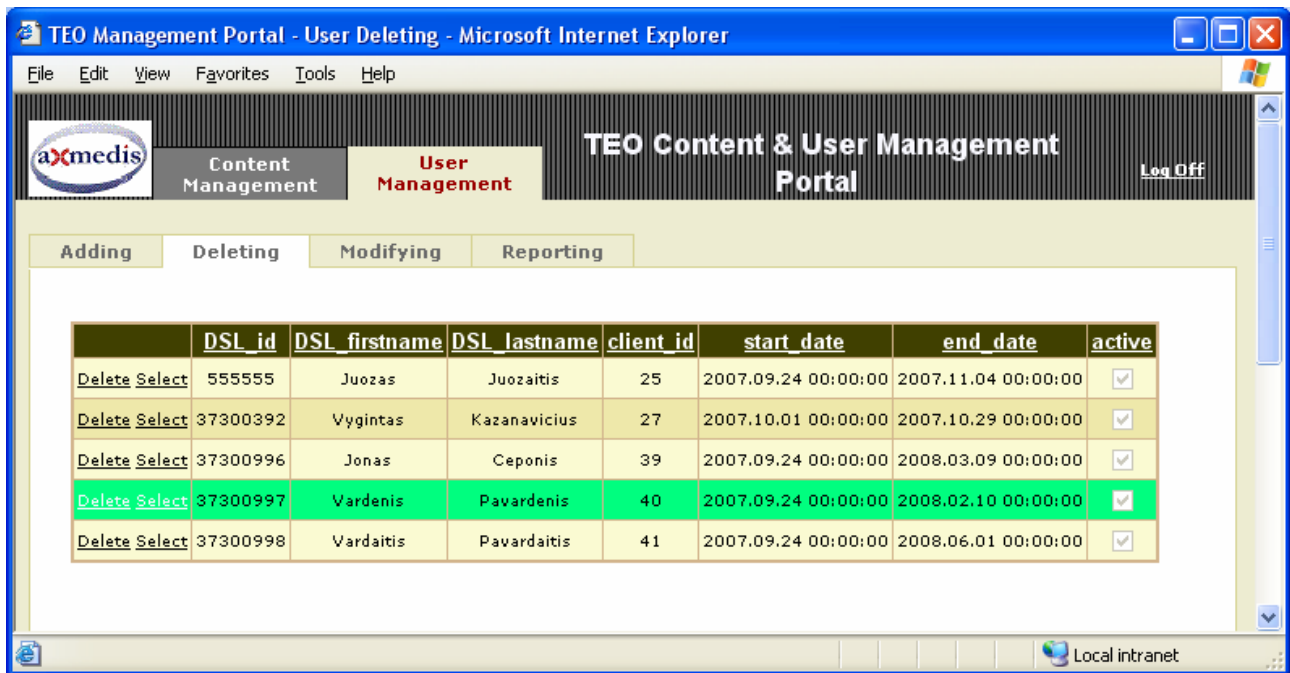 TEO Management Portal - User Deleting - Microsoft Internet Explorer
File Edit View Favorites Tools Help
axmedis
Content Management
User Management
TEO Content & User Management Portal
Log Off
Adding Deleting Modifying Reporting
DSL_id DSL_firstname DSL_lastname client_id start_date end_date active
Delete Select 555555 Juozas Juozaitis 25 2007.09.24 00:00:00 2007.11.04 00:00:00
Delete Select 37300392 Vygintas Kazanavicius 27 2007.10.01 00:00:00 2007.10.29 00:00:00
Delete Select 37300996 Jonas Ceponis 39 2007.09.24 00:00:00 2008.03.09 00:00:00
Delete Select 37300997 Vardenis Pavardenis 40 2007.09.24 00:00:00 2008.02.10 00:00:00
Delete Select 37300998 Vardaitis Pavardaitis 41 2007.09.24 00:00:00 2008.06.01 00:00:00
Local intranet